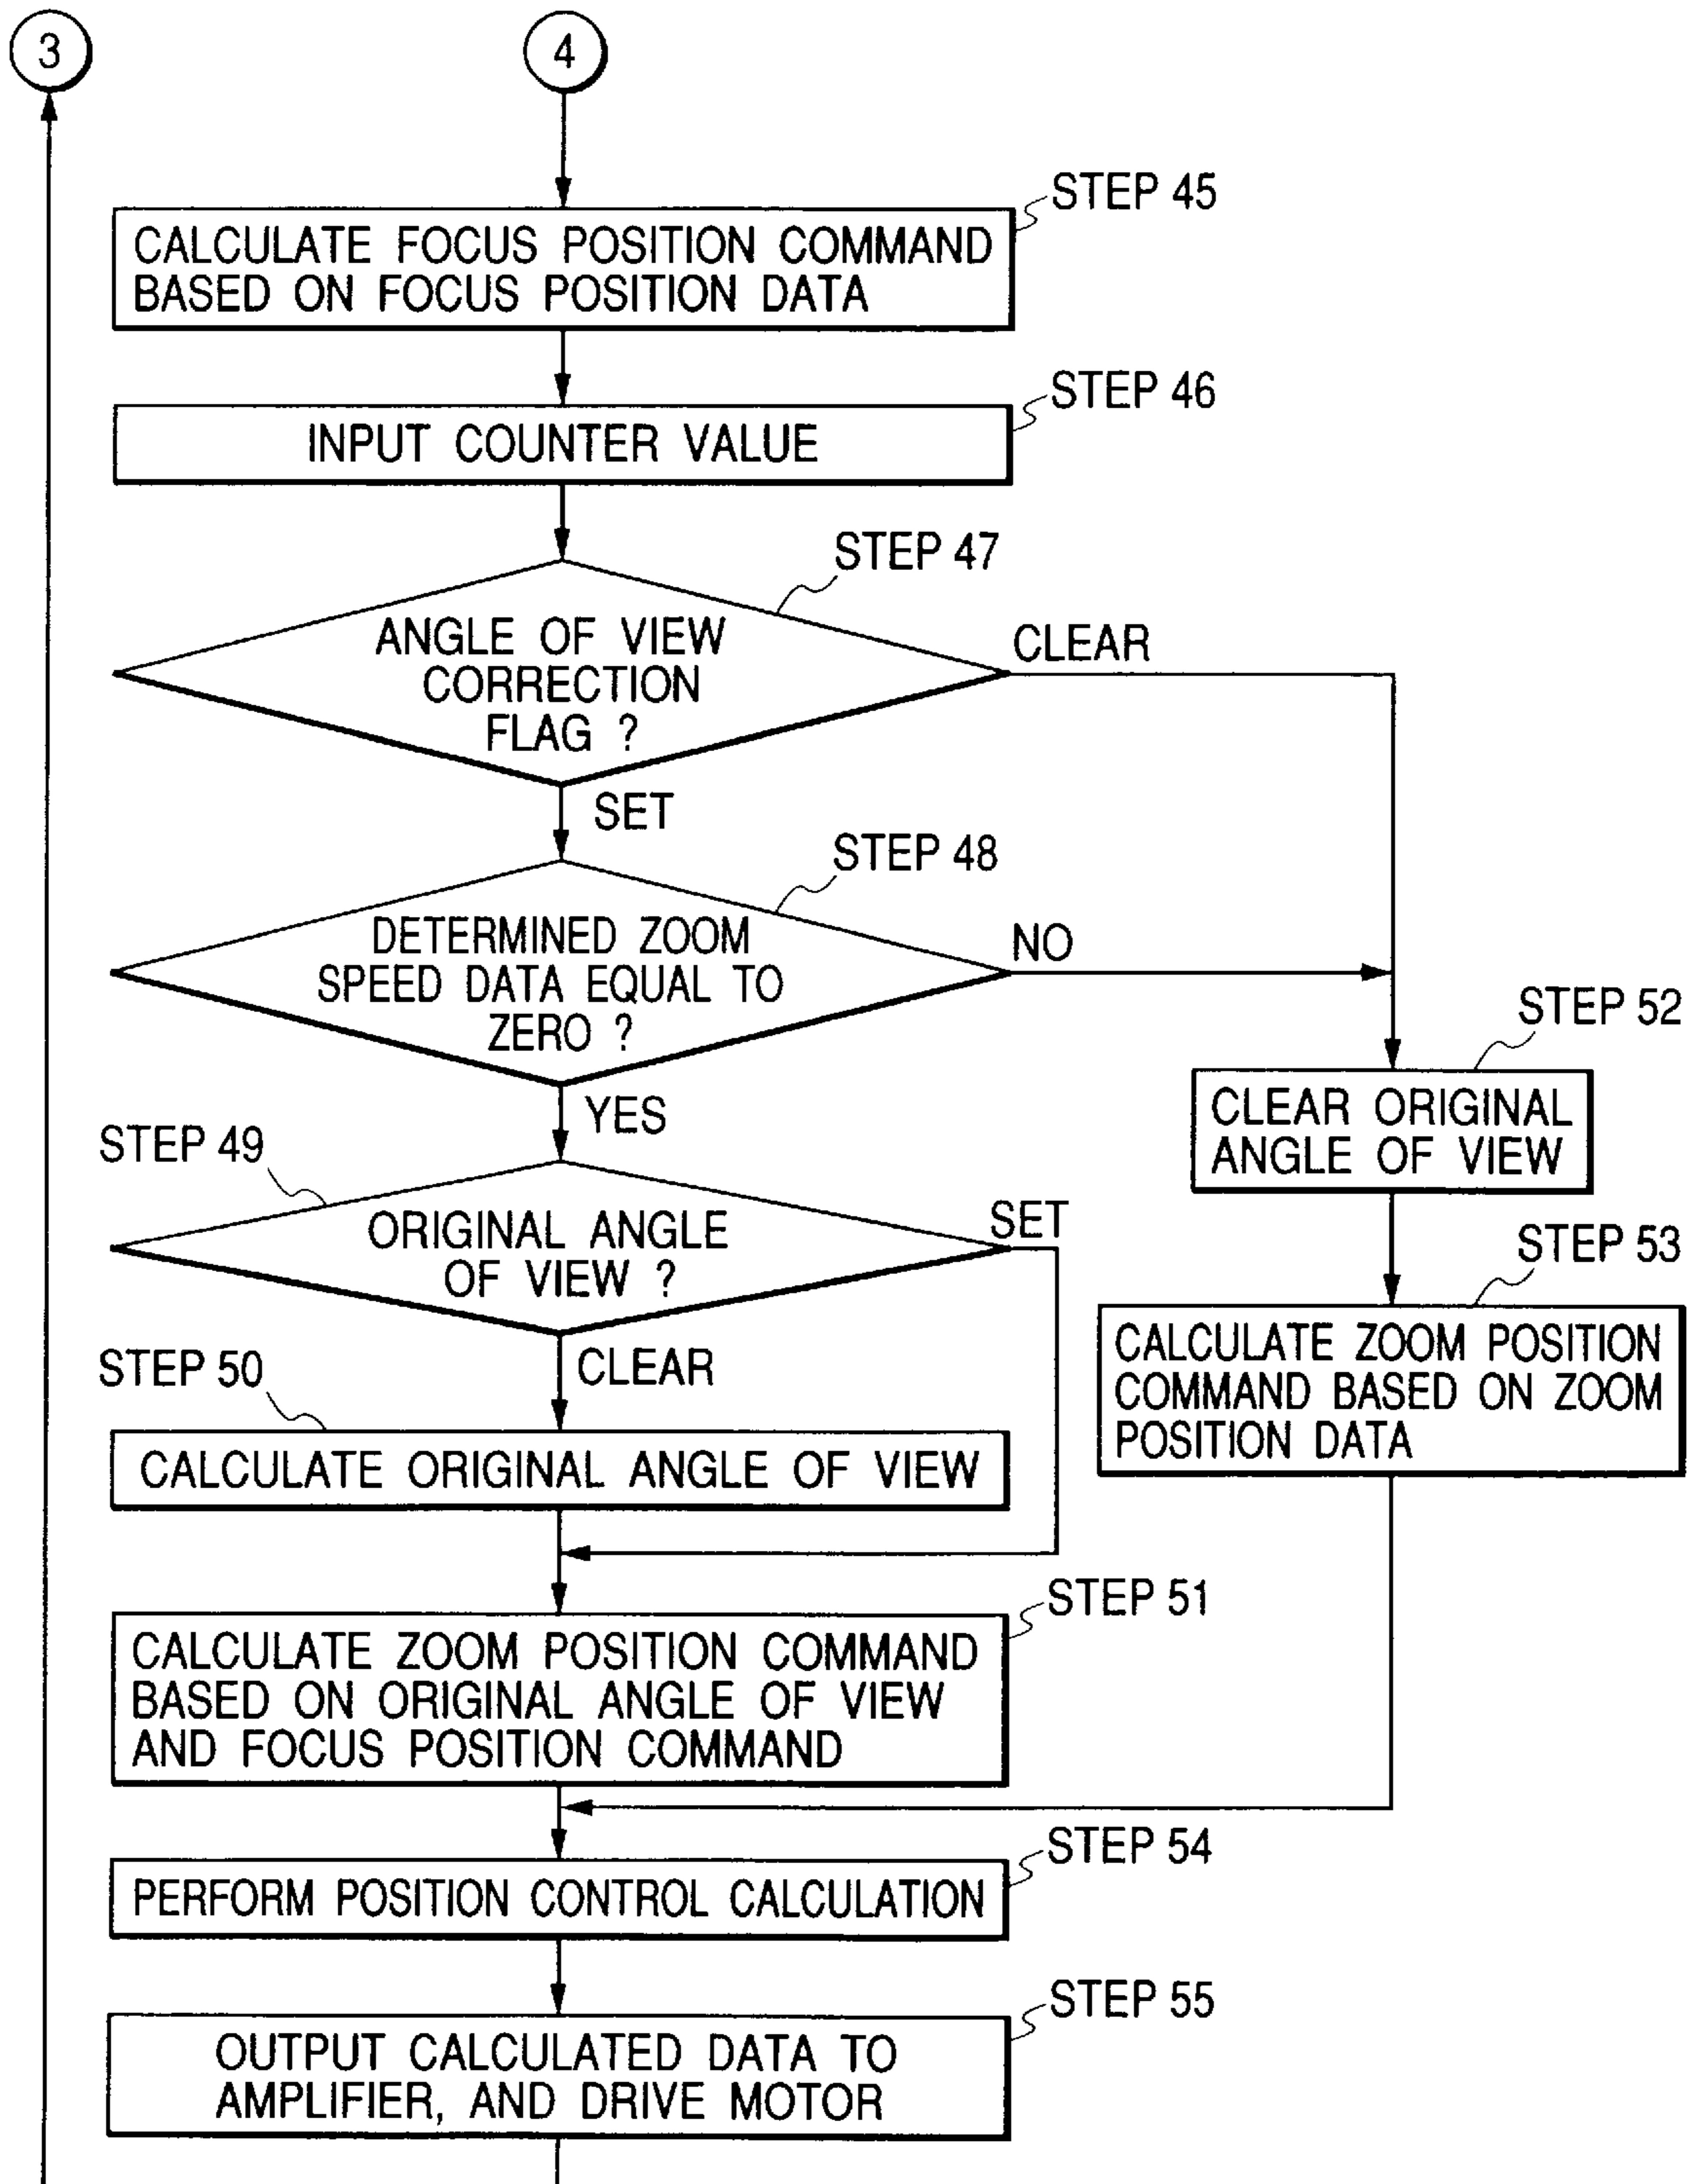 3
4
STEP 45
CALCULATE FOCUS POSITION COMMAND
BASED ON FOCUS POSITION DATA
STEP 46
INPUT COUNTER VALUE
STEP 47
ANGLE OF VIEW
CORRECTION
FLAG ?
CLEAR
SET
STEP 48
DETERMINED ZOOM
SPEED DATA EQUAL TO
ZERO ?
NO
YES
STEP 52
CLEAR ORIGINAL
ANGLE OF VIEW
STEP 49
ORIGINAL ANGLE
OF VIEW ?
SET
STEP 53
CALCULATE ZOOM POSITION
COMMAND BASED ON ZOOM
POSITION DATA
CLEAR
STEP 50
CALCULATE ORIGINAL ANGLE OF VIEW
STEP 51
CALCULATE ZOOM POSITION COMMAND
BASED ON ORIGINAL ANGLE OF VIEW
AND FOCUS POSITION COMMAND
STEP 54
PERFORM POSITION CONTROL CALCULATION
STEP 55
OUTPUT CALCULATED DATA TO
AMPLIFIER, AND DRIVE MOTOR